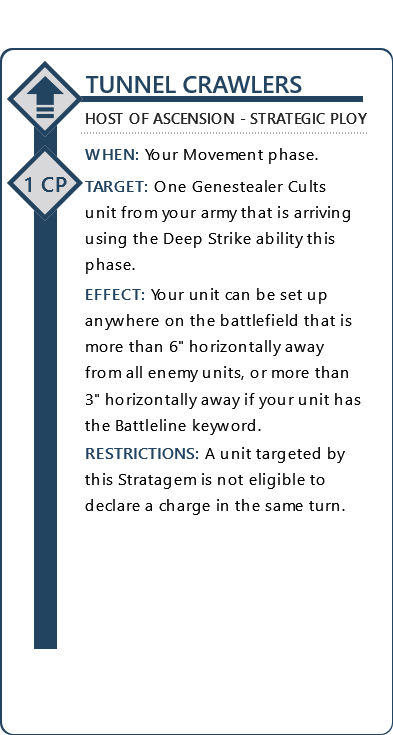 TUNNEL CRAWLERS
HOST OF ASCENSION - STRATEGIC PLOY
WHEN: Your Movement phase.
1 CP
TARGET: One Genestealer Cults
unit from your army that is arriving
using the Deep Strike ability this
phase.
EFFECT: Your unit can be set up
anywhere on the battlefield that is
more than 6" horizontally away
from all enemy units, or more than
3" horizontally away if your unit has
the Battleline keyword.
RESTRICTIONS: A unit targeted by
this Stratagem is not eligible to
declare a charge in the same turn.